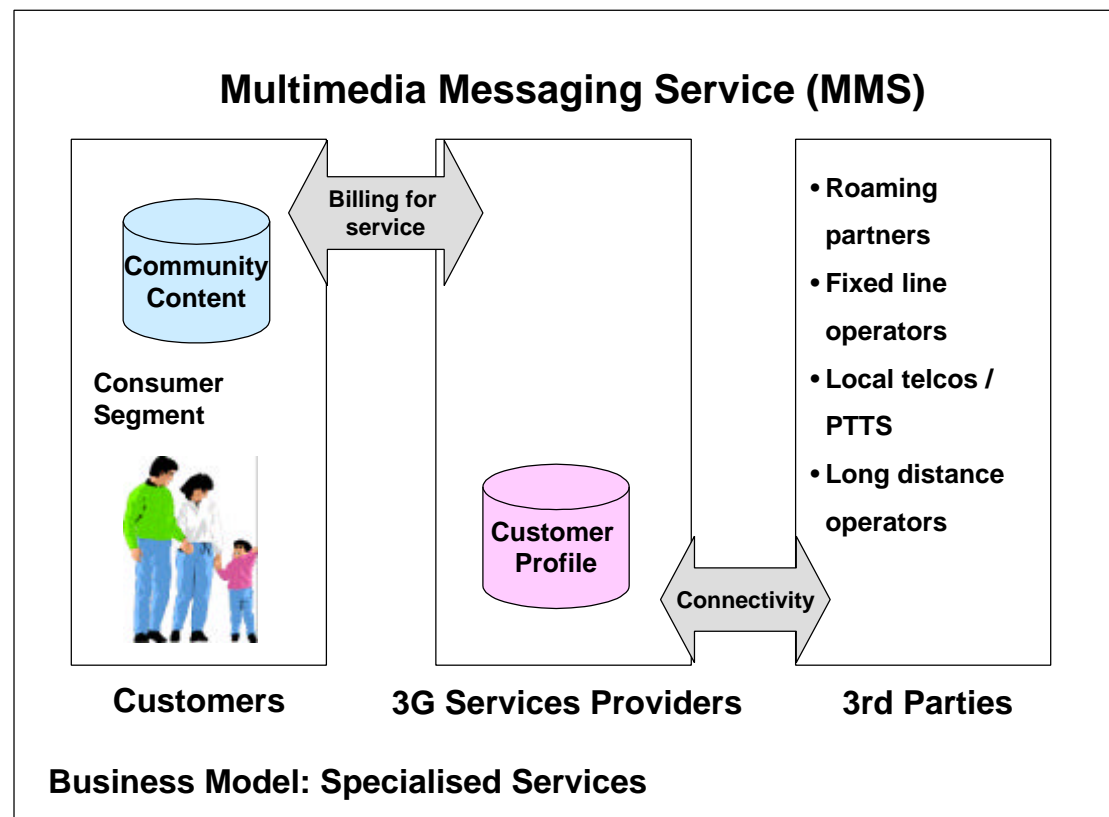 Multimedia Messaging Service (MMS)
Billing for
service
Community
Content
Consumer
Segment
Customer
Profile
Connectivity
• Roaming
partners
• Fixed line
operators
• Local telcos /
PTTS
• Long distance
operators
Customers
3G Services Providers
3rd Parties
Business Model: Specialised Services